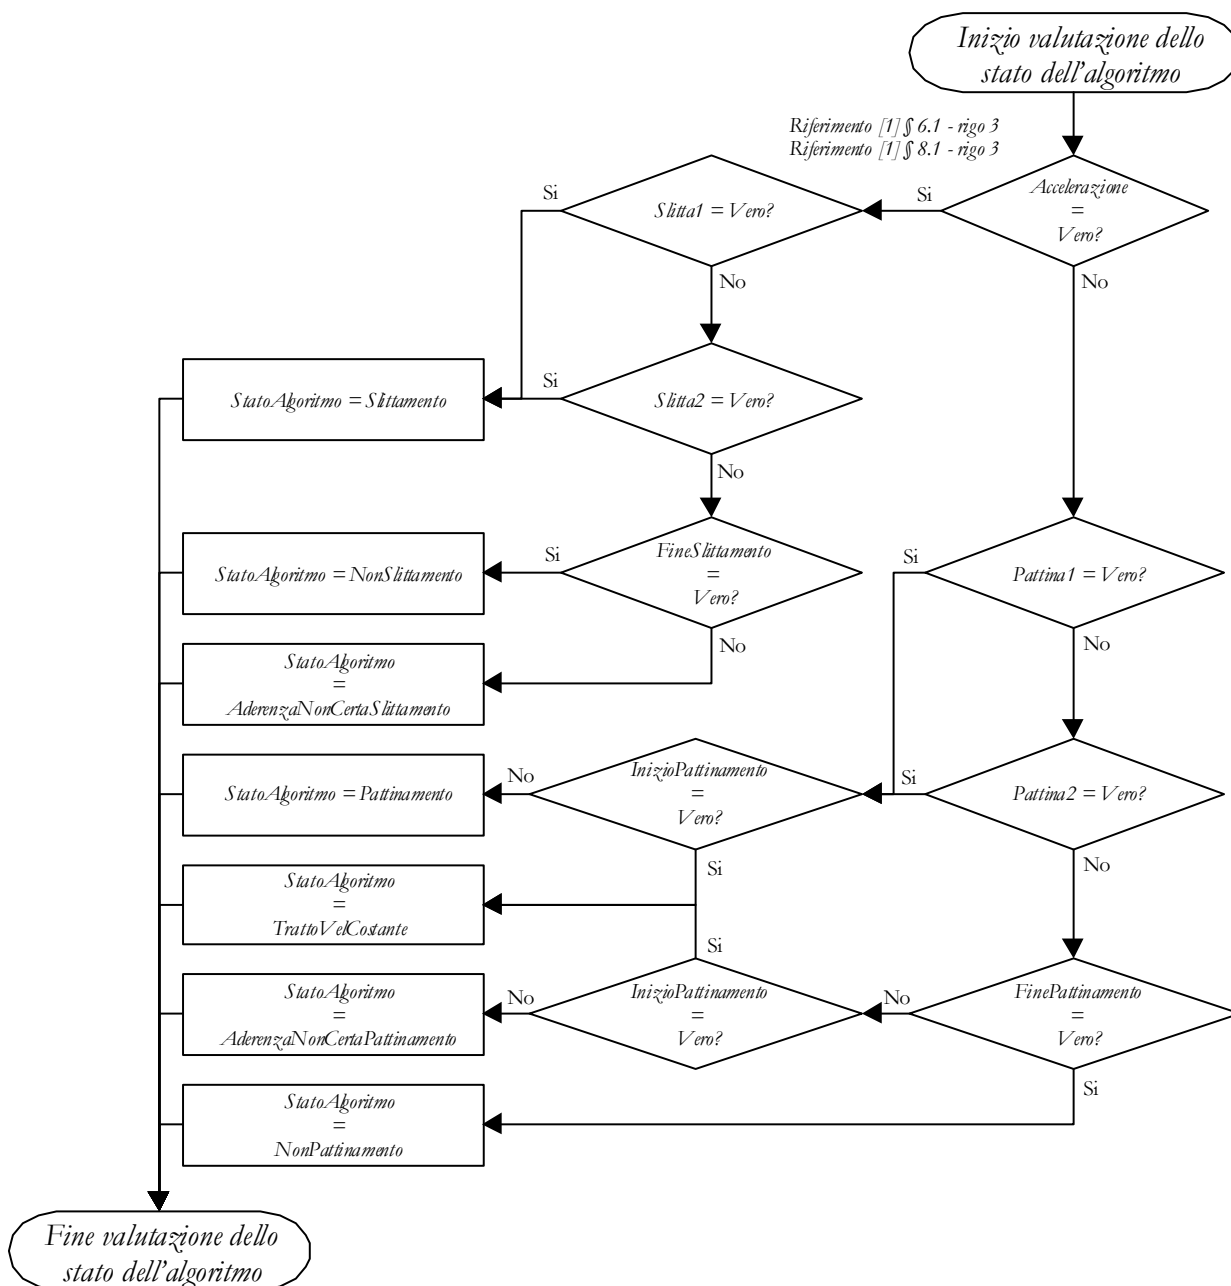 Inizio valutazione dello
stato dell'algoritmo
Riferimento [1] § 6.1 - rigo 3
Riferimento [1] § 8.1 - rigo 3
Accelerazione
=
Vero?
Si
No
Slitta1 = Vero?
Si
No
Slitta2 = Vero?
Si
No
StatoAlgoritmo = Slittamento
FineSlittamento
=
Vero?
Si
No
StatoAlgoritmo = NonSlittamento
StatoAlgoritmo
=
AderenzaNonCertaSlittamento
Pattina1 = Vero?
Si
No
Pattina2 = Vero?
Si
No
InizioPattinamento
=
Vero?
No
Si
StatoAlgoritmo = Pattinamento
StatoAlgoritmo
=
TrattoVelCostante
FinePattinamento
=
Vero?
No
Si
InizioPattinamento
=
Vero?
Si
No
StatoAlgoritmo
=
AderenzaNonCertaPattinamento
StatoAlgoritmo
=
NonPattinamento
Fine valutazione dello
stato dell'algoritmo